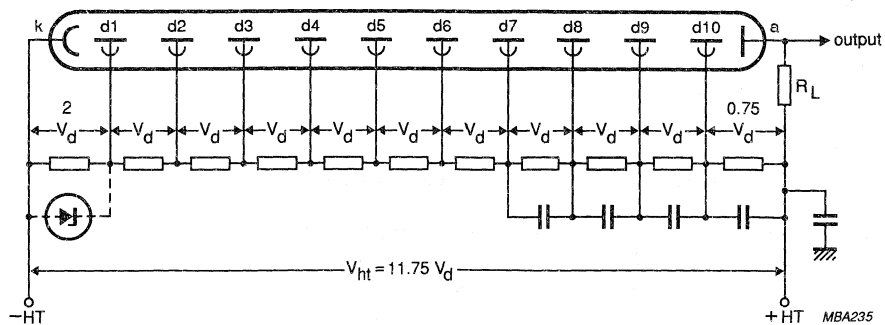 k d1 d2 d3 d4 d5 d6 d7 d8 d9 d10 a
output
R_L
2 0.75
V_d V_d V_d V_d V_d V_d V_d V_d V_d V_d V_d
V_ht = 11.75 V_d
−HT +HT MBA235